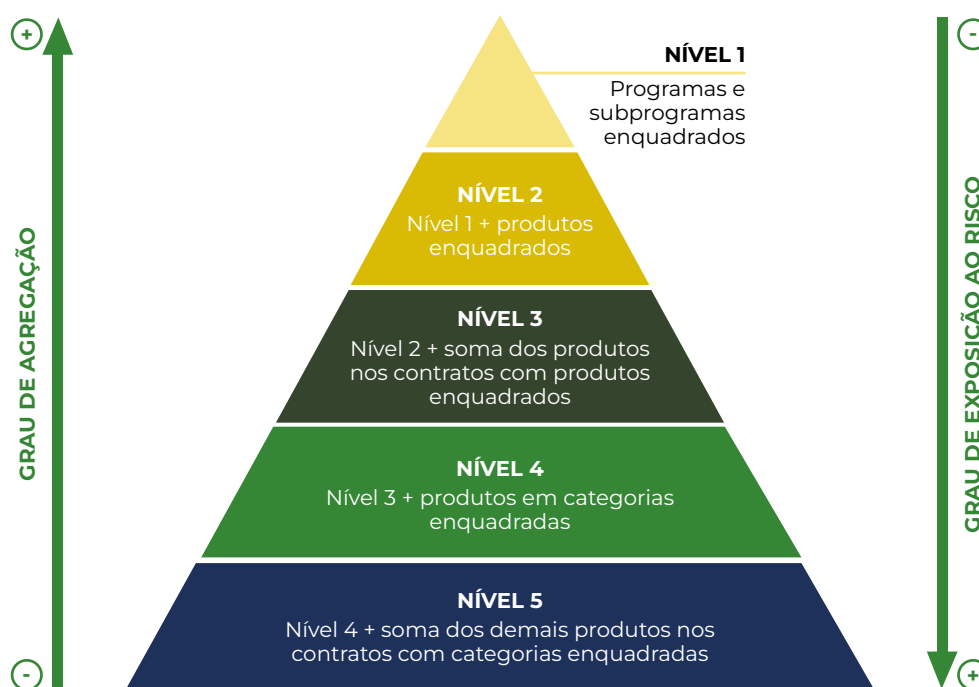 +
-
NÍVEL 1
Programas e
subprogramas
enquadrados
NÍVEL 2
Nível 1 + produtos
enquadrados
NÍVEL 3
Nível 2 + soma dos produtos
nos contratos com produtos
enquadrados
NÍVEL 4
Nível 3 + produtos em categorias
enquadradas
NÍVEL 5
Nível 4 + soma dos demais produtos nos
contratos com categorias enquadradas
GRAU DE AGREGAÇÃO
GRAU DE EXPOSIÇÃO AO RISCO
-
+